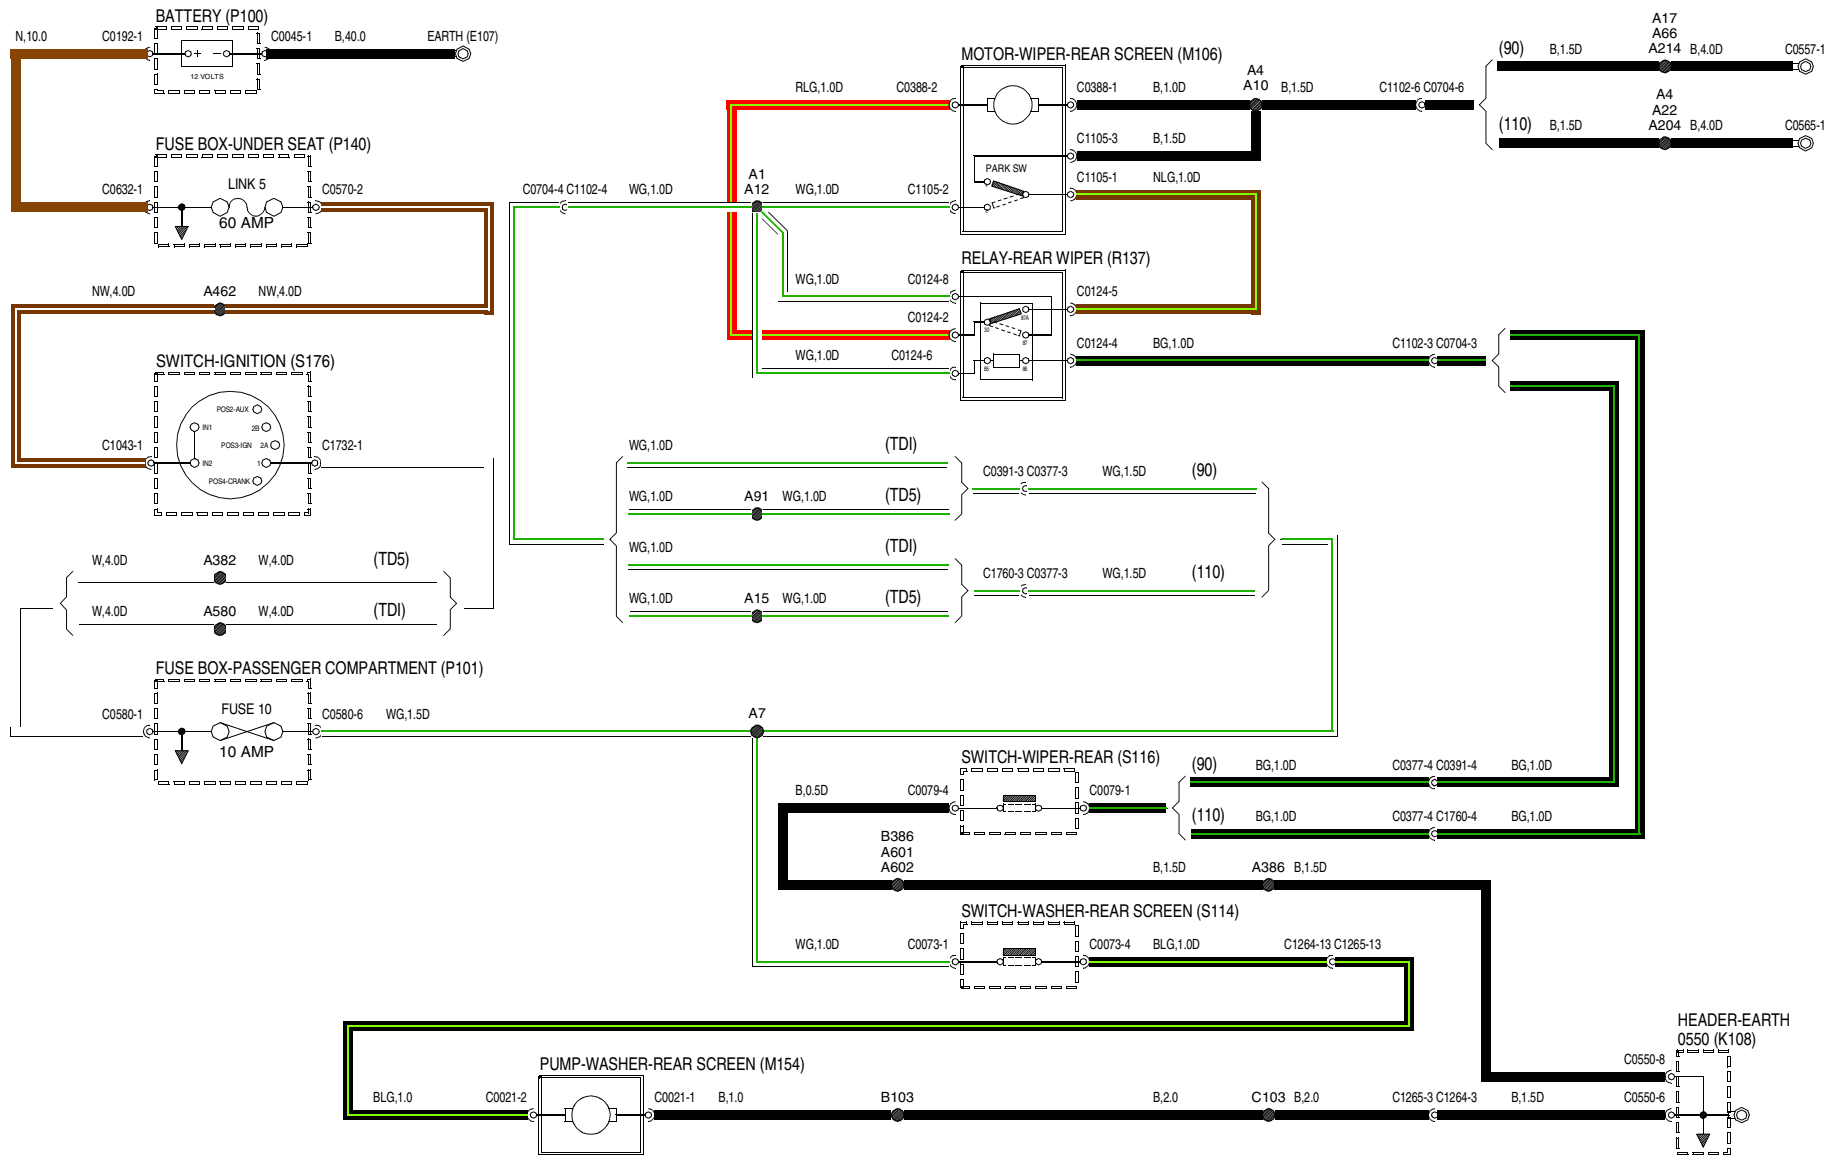 BATTERY (P100)
N,10.0 C0192-1 C0045-1 B,40.0 EARTH (E107)
+ −
12 VOLTS
FUSE BOX-UNDER SEAT (P140)
LINK 5
C0632-1 C0570-2
60 AMP
NW,4.0D A462 NW,4.0D
SWITCH-IGNITION (S176)
POS2-AUX
IN1 2B
POS3-IGN 2A
C1043-1 C1732-1
IN2 1
POS4-CRANK
W,4.0D A382 W,4.0D (TD5)
W,4.0D A580 W,4.0D (TDI)
FUSE BOX-PASSENGER COMPARTMENT (P101)
FUSE 10
C0580-1 C0580-6 WG,1.5D
10 AMP
A7
MOTOR-WIPER-REAR SCREEN (M106)
RLG,1.0D C0388-2 C0388-1 B,1.0D
A4
A10
B,1.5D C1102-6 C0704-6
C1105-3 B,1.5D
PARK SW
C1105-1 NLG,1.0D
C0704-4 C1102-4 WG,1.0D
A1
A12
WG,1.0D C1105-2
A17
A66
(90) B,1.5D A214 B,4.0D C0557-1
A4
A22
(110) B,1.5D A204 B,4.0D C0565-1
RELAY-REAR WIPER (R137)
WG,1.0D C0124-8
C0124-5
C0124-2
30 87A
87
WG,1.0D C0124-6
85 86
C0124-4 BG,1.0D C1102-3 C0704-3
WG,1.0D (TDI)
WG,1.0D A91 WG,1.0D (TD5)
C0391-3 C0377-3 WG,1.5D (90)
WG,1.0D (TDI)
WG,1.0D A15 WG,1.0D (TD5)
C1760-3 C0377-3 WG,1.5D (110)
SWITCH-WIPER-REAR (S116)
B,0.5D C0079-4 C0079-1
(90) BG,1.0D C0377-4 C0391-4 BG,1.0D
(110) BG,1.0D C0377-4 C1760-4 BG,1.0D
B386
A601
A602
B,1.5D A386 B,1.5D
SWITCH-WASHER-REAR SCREEN (S114)
WG,1.0D C0073-1 C0073-4 BLG,1.0D C1264-13 C1265-13
PUMP-WASHER-REAR SCREEN (M154)
BLG,1.0 C0021-2 C0021-1 B,1.0 B103 B,2.0 C103 B,2.0 C1265-3 C1264-3 B,1.5D C0550-6
HEADER-EARTH
0550 (K108)
C0550-8